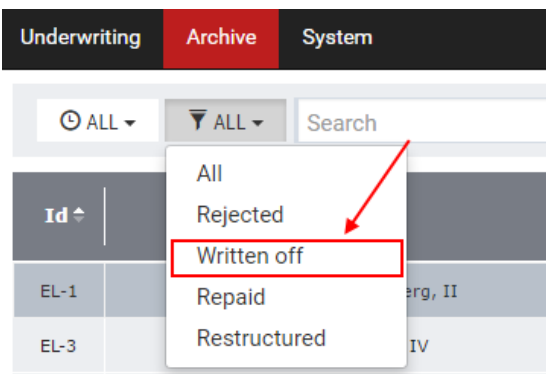 Underwriting Archive System
ALL ALL Search
All
Rejected
Id
Written off
EL-1 erg, II
Repaid
Restructured
EL-3 IV